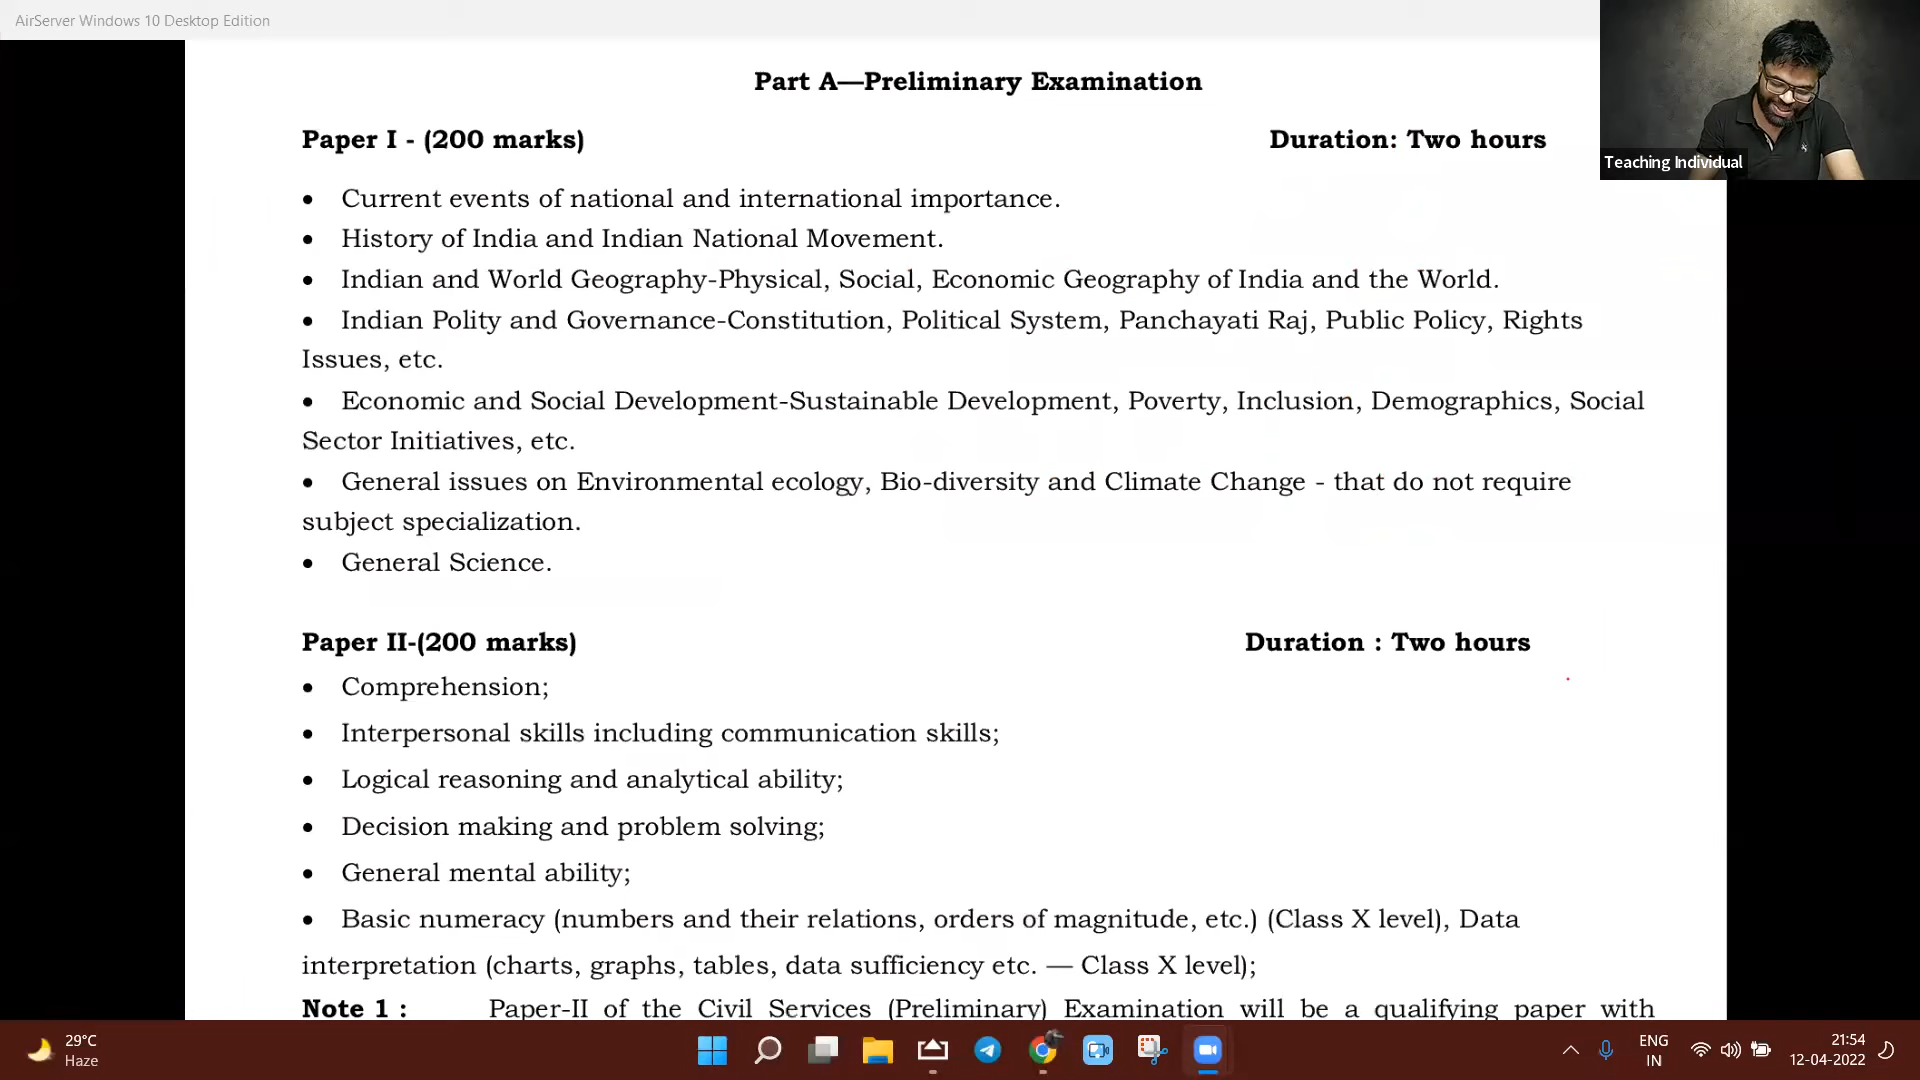 AirServer Windows 10 Desktop Edition
Part A—Preliminary Examination
Paper I - (200 marks) Duration: Two hours
Teaching Individual
• Current events of national and international importance.
• History of India and Indian National Movement.
• Indian and World Geography-Physical, Social, Economic Geography of India and the World.
• Indian Polity and Governance-Constitution, Political System, Panchayati Raj, Public Policy, Rights
Issues, etc.
• Economic and Social Development-Sustainable Development, Poverty, Inclusion, Demographics, Social
Sector Initiatives, etc.
• General issues on Environmental ecology, Bio-diversity and Climate Change - that do not require
subject specialization.
• General Science.
Paper II-(200 marks) Duration : Two hours
• Comprehension;
• Interpersonal skills including communication skills;
• Logical reasoning and analytical ability;
• Decision making and problem solving;
• General mental ability;
• Basic numeracy (numbers and their relations, orders of magnitude, etc.) (Class X level), Data
interpretation (charts, graphs, tables, data sufficiency etc. — Class X level);
Note 1 : Paper-II of the Civil Services (Preliminary) Examination will be a qualifying paper with
29°C
Haze
ENG
IN
21:54
12-04-2022